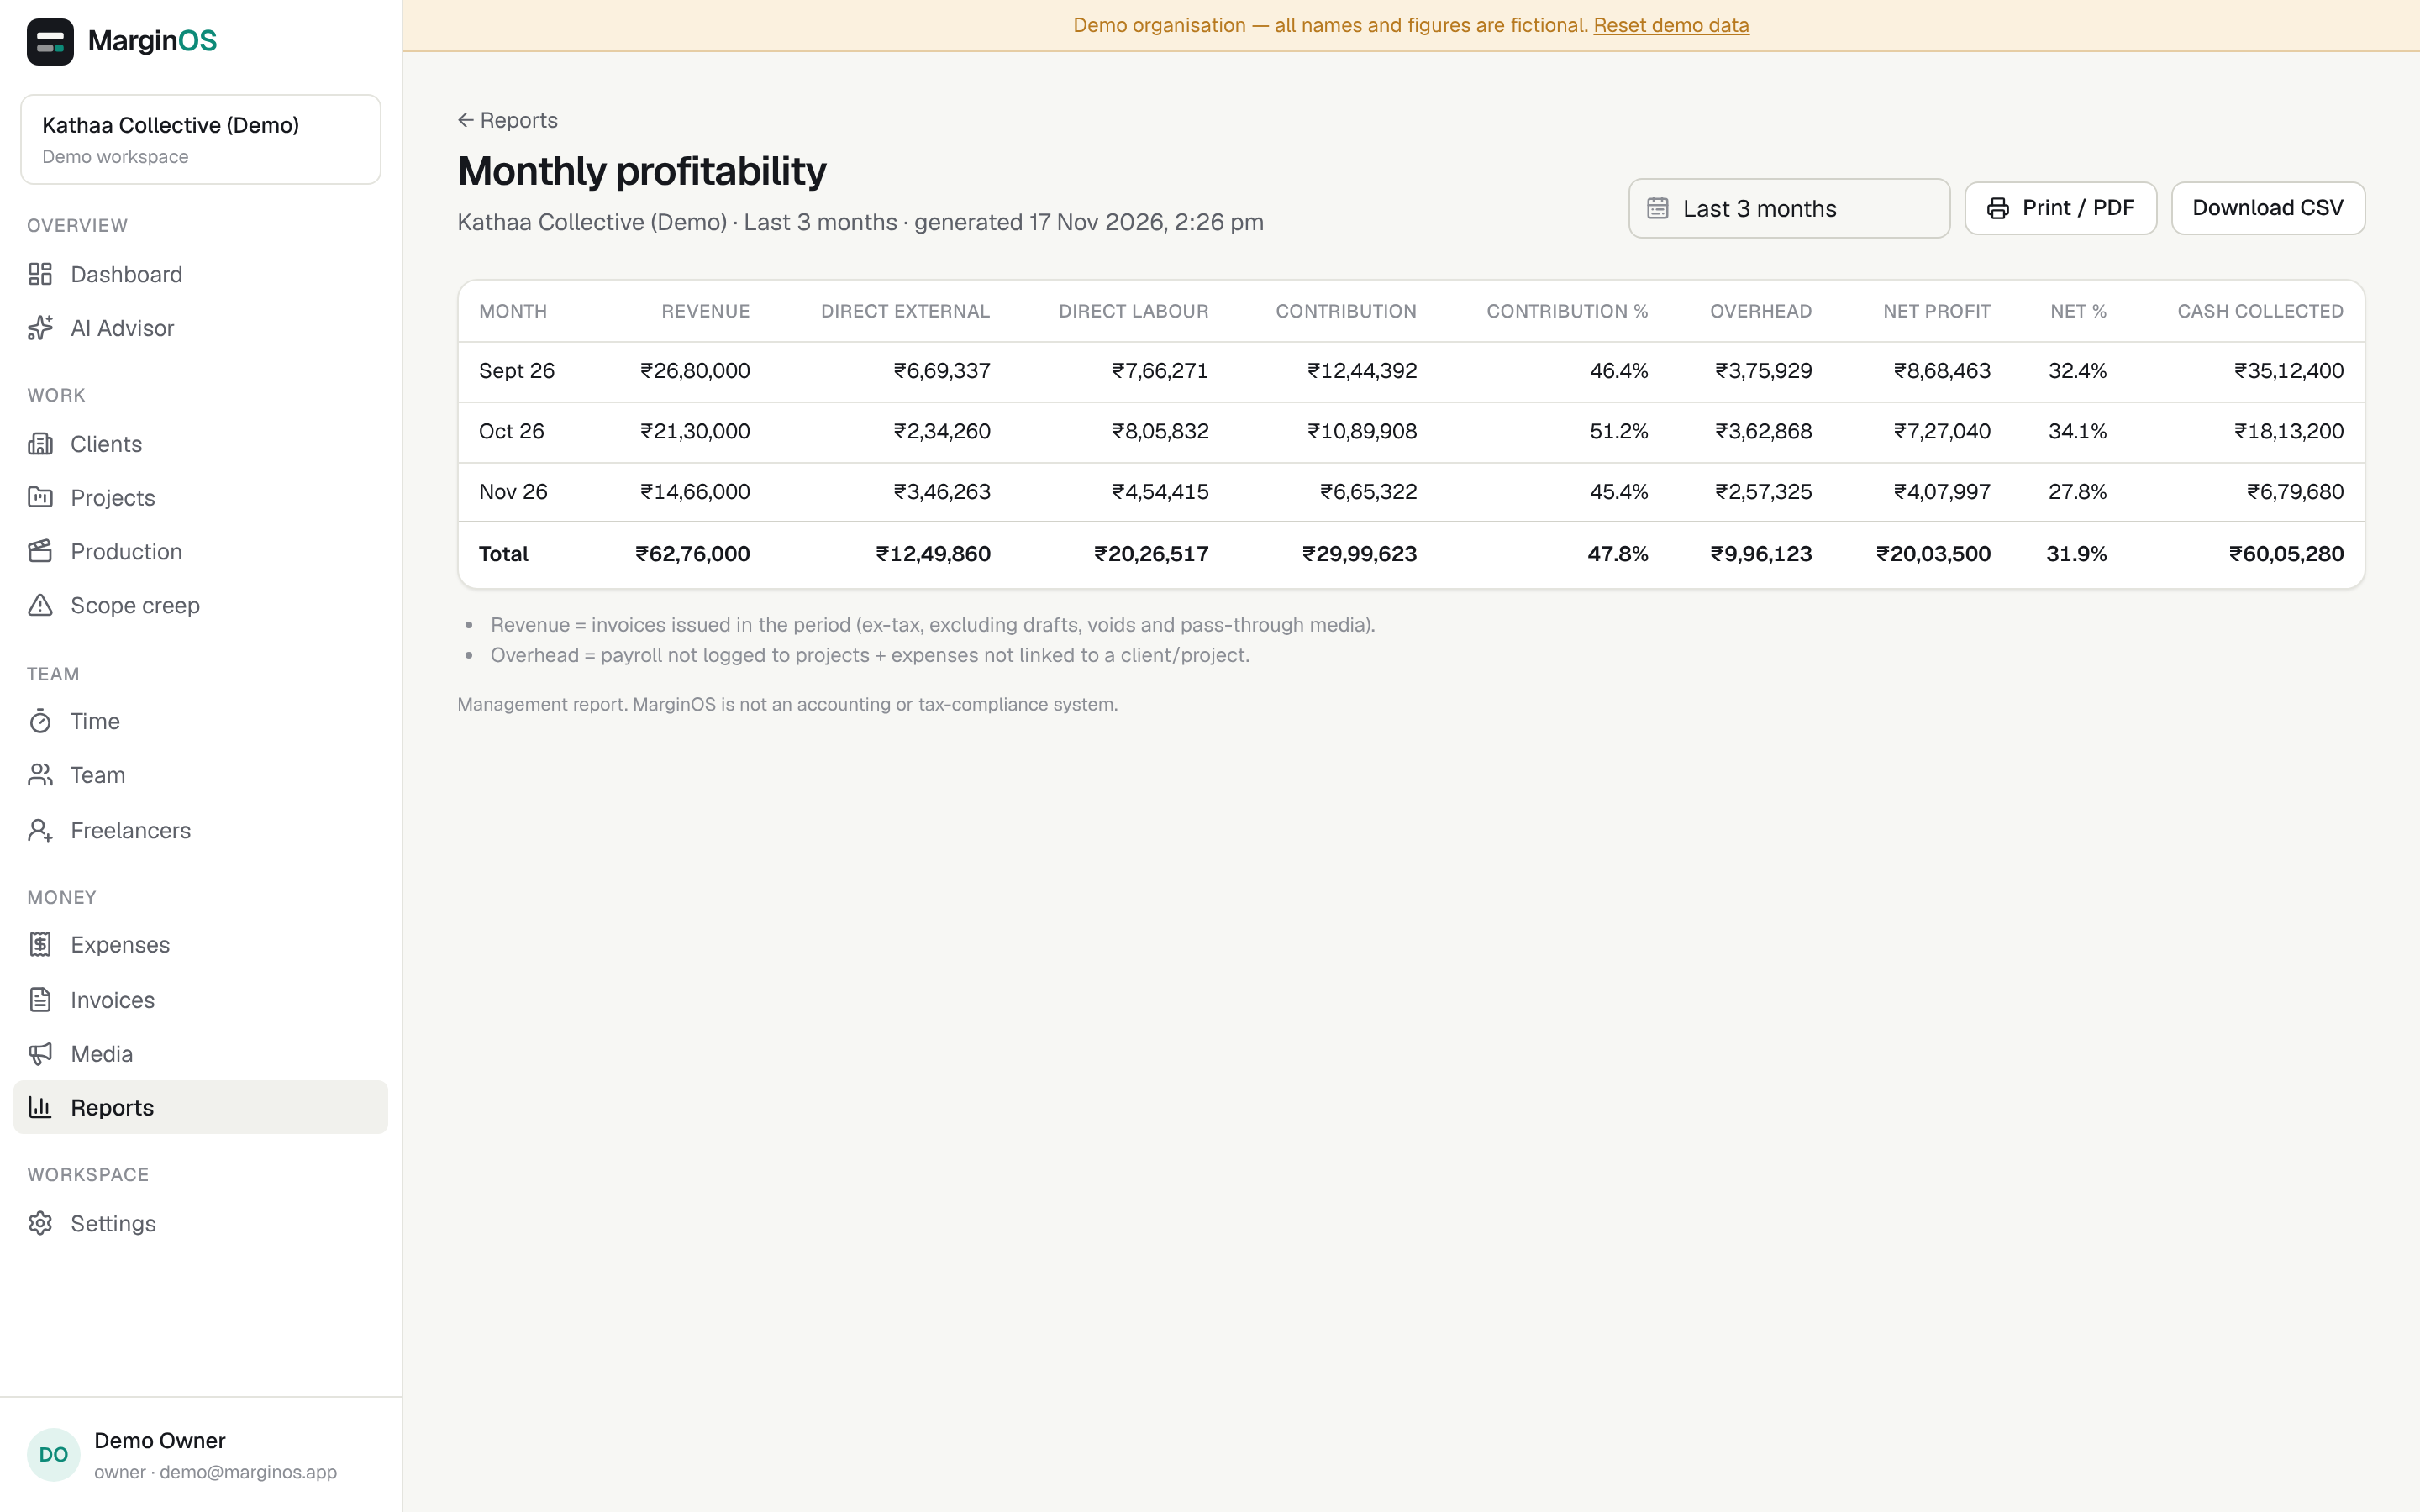 MarginOS
Kathaa Collective (Demo)
Demo workspace
OVERVIEW
Dashboard
AI Advisor
WORK
Clients
Projects
Production
Scope creep
TEAM
Time
Team
Freelancers
MONEY
Expenses
Invoices
Media
Reports
WORKSPACE
Settings
DO
Demo Owner
owner · demo@marginos.app
Demo organisation — all names and figures are fictional. Reset demo data
← Reports
Monthly profitability
Kathaa Collective (Demo) · Last 3 months · generated 17 Nov 2026, 2:26 pm
Last 3 months
Print / PDF
Download CSV
MONTH REVENUE DIRECT EXTERNAL DIRECT LABOUR CONTRIBUTION CONTRIBUTION % OVERHEAD NET PROFIT NET % CASH COLLECTED
Sept 26 ₹26,80,000 ₹6,69,337 ₹7,66,271 ₹12,44,392 46.4% ₹3,75,929 ₹8,68,463 32.4% ₹35,12,400
Oct 26 ₹21,30,000 ₹2,34,260 ₹8,05,832 ₹10,89,908 51.2% ₹3,62,868 ₹7,27,040 34.1% ₹18,13,200
Nov 26 ₹14,66,000 ₹3,46,263 ₹4,54,415 ₹6,65,322 45.4% ₹2,57,325 ₹4,07,997 27.8% ₹6,79,680
Total ₹62,76,000 ₹12,49,860 ₹20,26,517 ₹29,99,623 47.8% ₹9,96,123 ₹20,03,500 31.9% ₹60,05,280
• Revenue = invoices issued in the period (ex-tax, excluding drafts, voids and pass-through media).
• Overhead = payroll not logged to projects + expenses not linked to a client/project.
Management report. MarginOS is not an accounting or tax-compliance system.